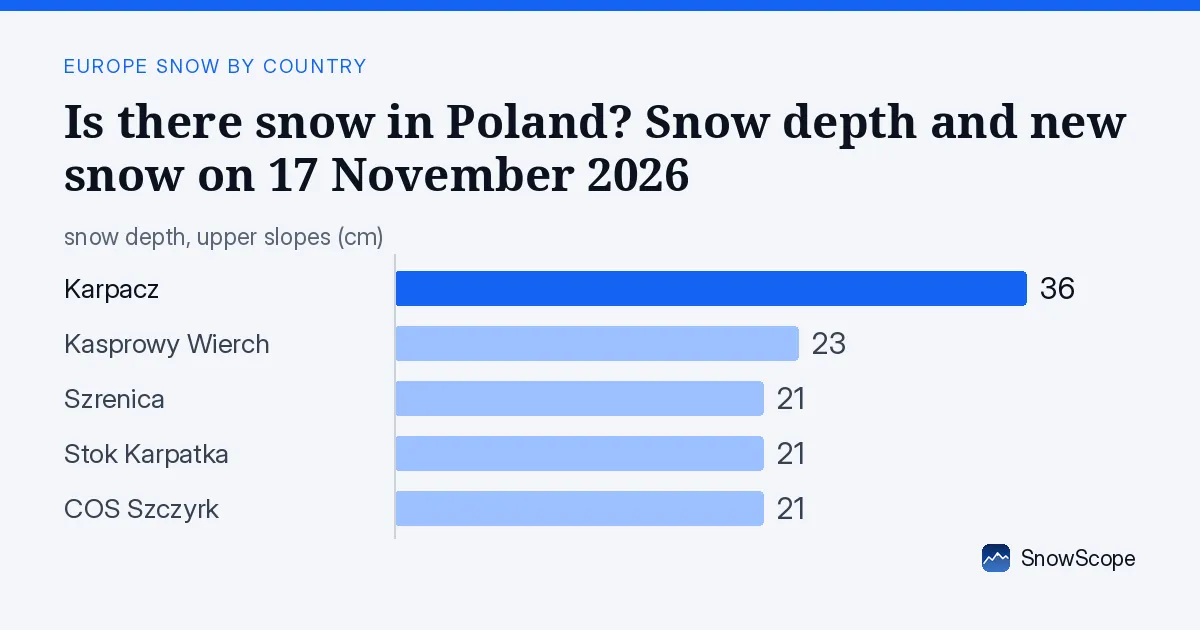 EUROPE SNOW BY COUNTRY
Is there snow in Poland? Snow depth and new
snow on 17 November 2026
snow depth, upper slopes (cm)
Karpacz 36
Kasprowy Wierch 23
Szrenica 21
Stok Karpatka 21
COS Szczyrk 21
SnowScope